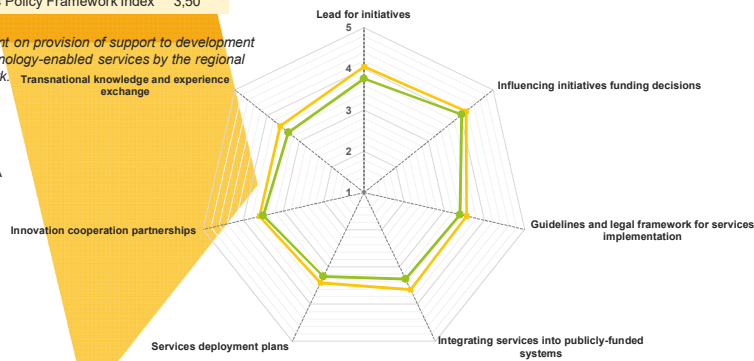 Policy Framework Index 3,50
Lead for initiatives
5
nt on provision of support to development
nology-enabled services by the regional
k.
4
Transnational knowledge and experience
exchange
Influencing initiatives funding decisions
3
2
1
Innovation cooperation partnerships
Guidelines and legal framework for services
implementation
Services deployment plans
Integrating services into publicly-funded
systems